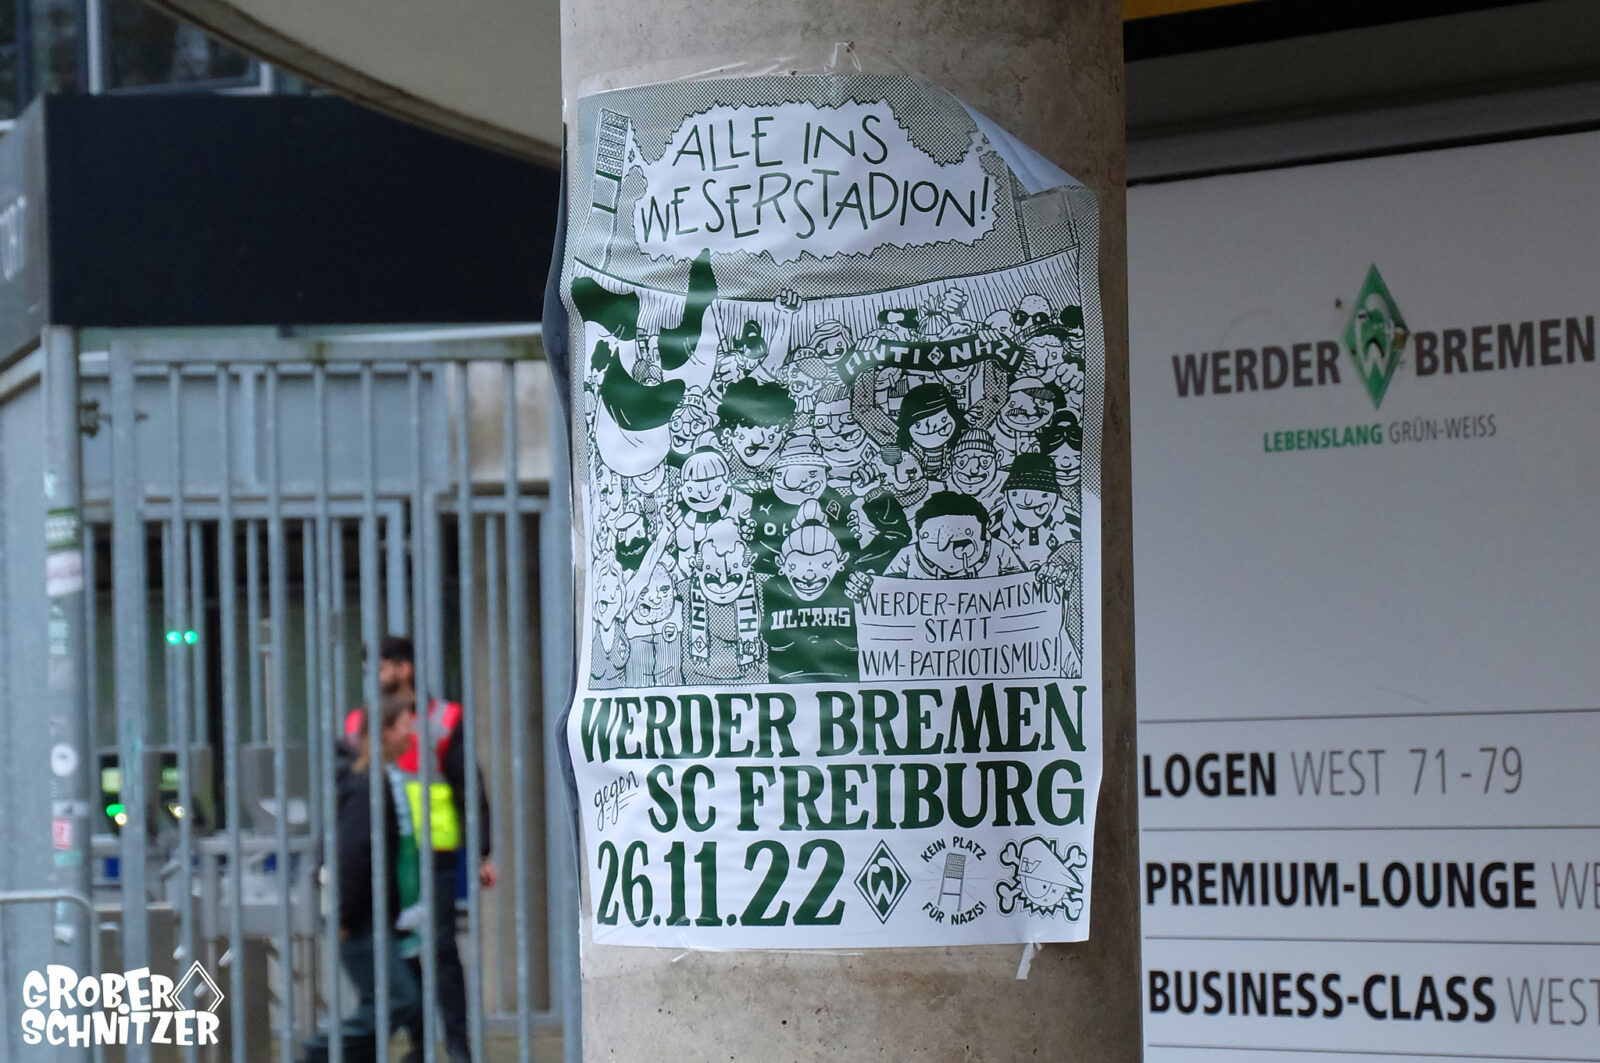 ALLE INS
WESERSTADION!
ANTI NAZI
ULTRAS
WERDER-FANATISMUS
STATT
WM-PATRIOTISMUS!
WERDER BREMEN
gegen
SC FREIBURG
26.11.22
KEIN PLATZ
FÜR NAZIS!
WERDER BREMEN
LEBENSLANG GRÜN-WEISS
LOGEN WEST 71-79
PREMIUM-LOUNGE WE
BUSINESS-CLASS WEST
GROBER
SCHNITZER